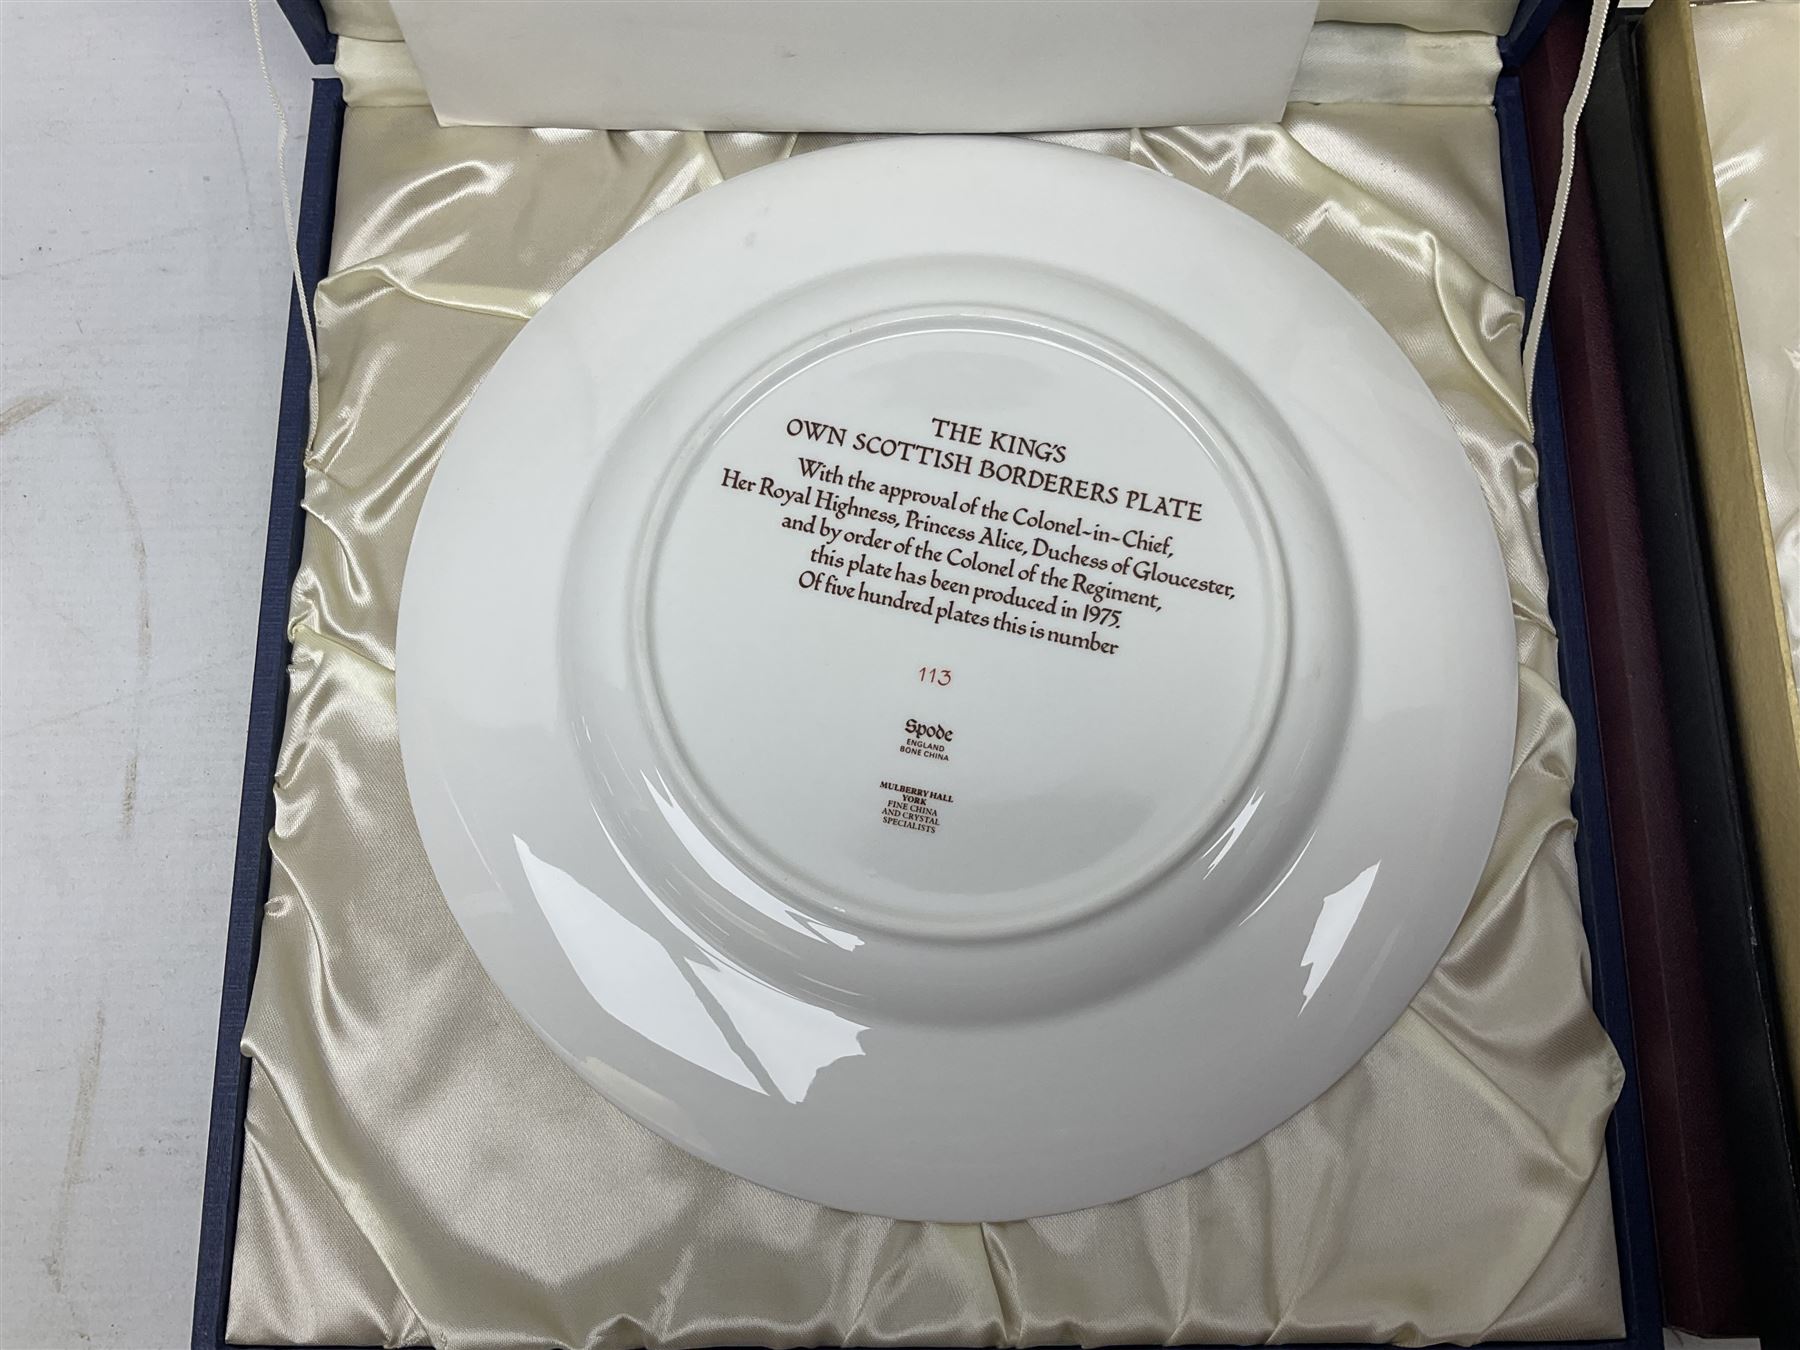 THE KING'S
OWN SCOTTISH BORDERERS PLATE
With the approval of the Colonel-in-Chief,
Her Royal Highness, Princess Alice, Duchess of Gloucester,
and by order of the Colonel of the Regiment,
this plate has been produced in 1975.
Of five hundred plates this is number
113
Spode
ENGLAND
BONE CHINA
MULBERRY HALL
YORK
FINE CHINA
AND CRYSTAL
SPECIALISTS